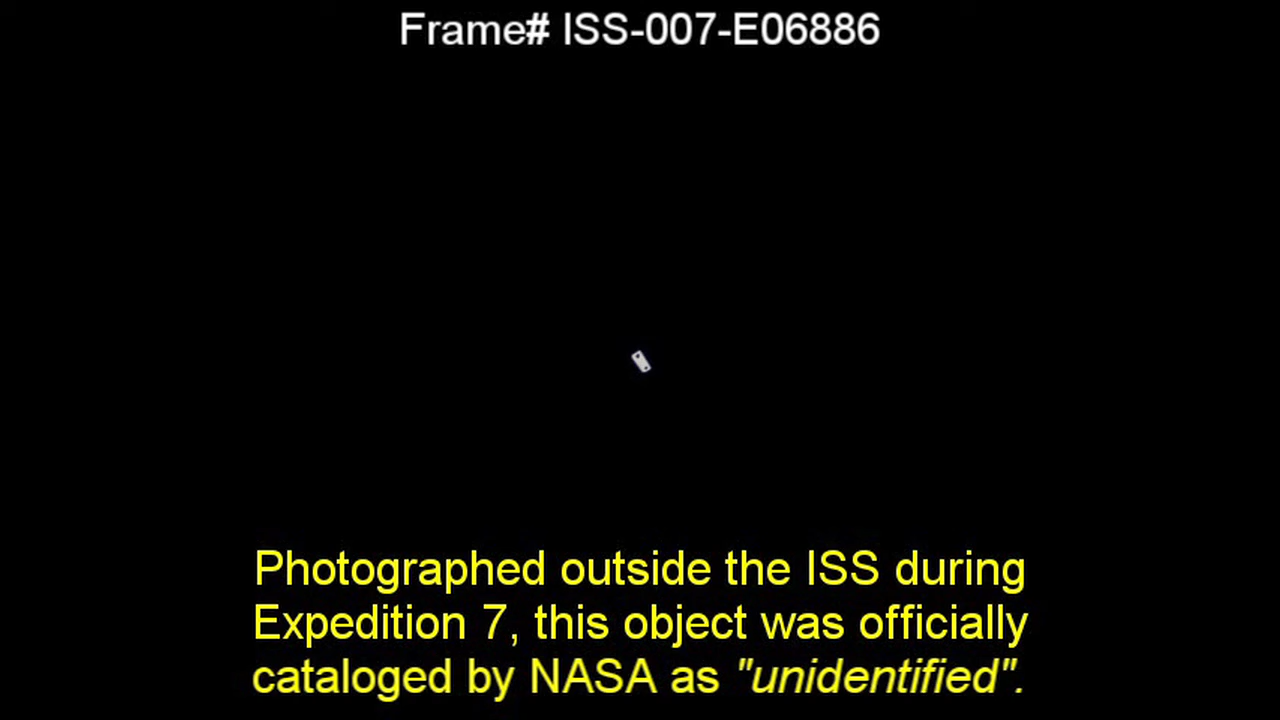 Frame# ISS-007-E06886
Photographed outside the ISS during
Expedition 7, this object was officially
cataloged by NASA as "unidentified".